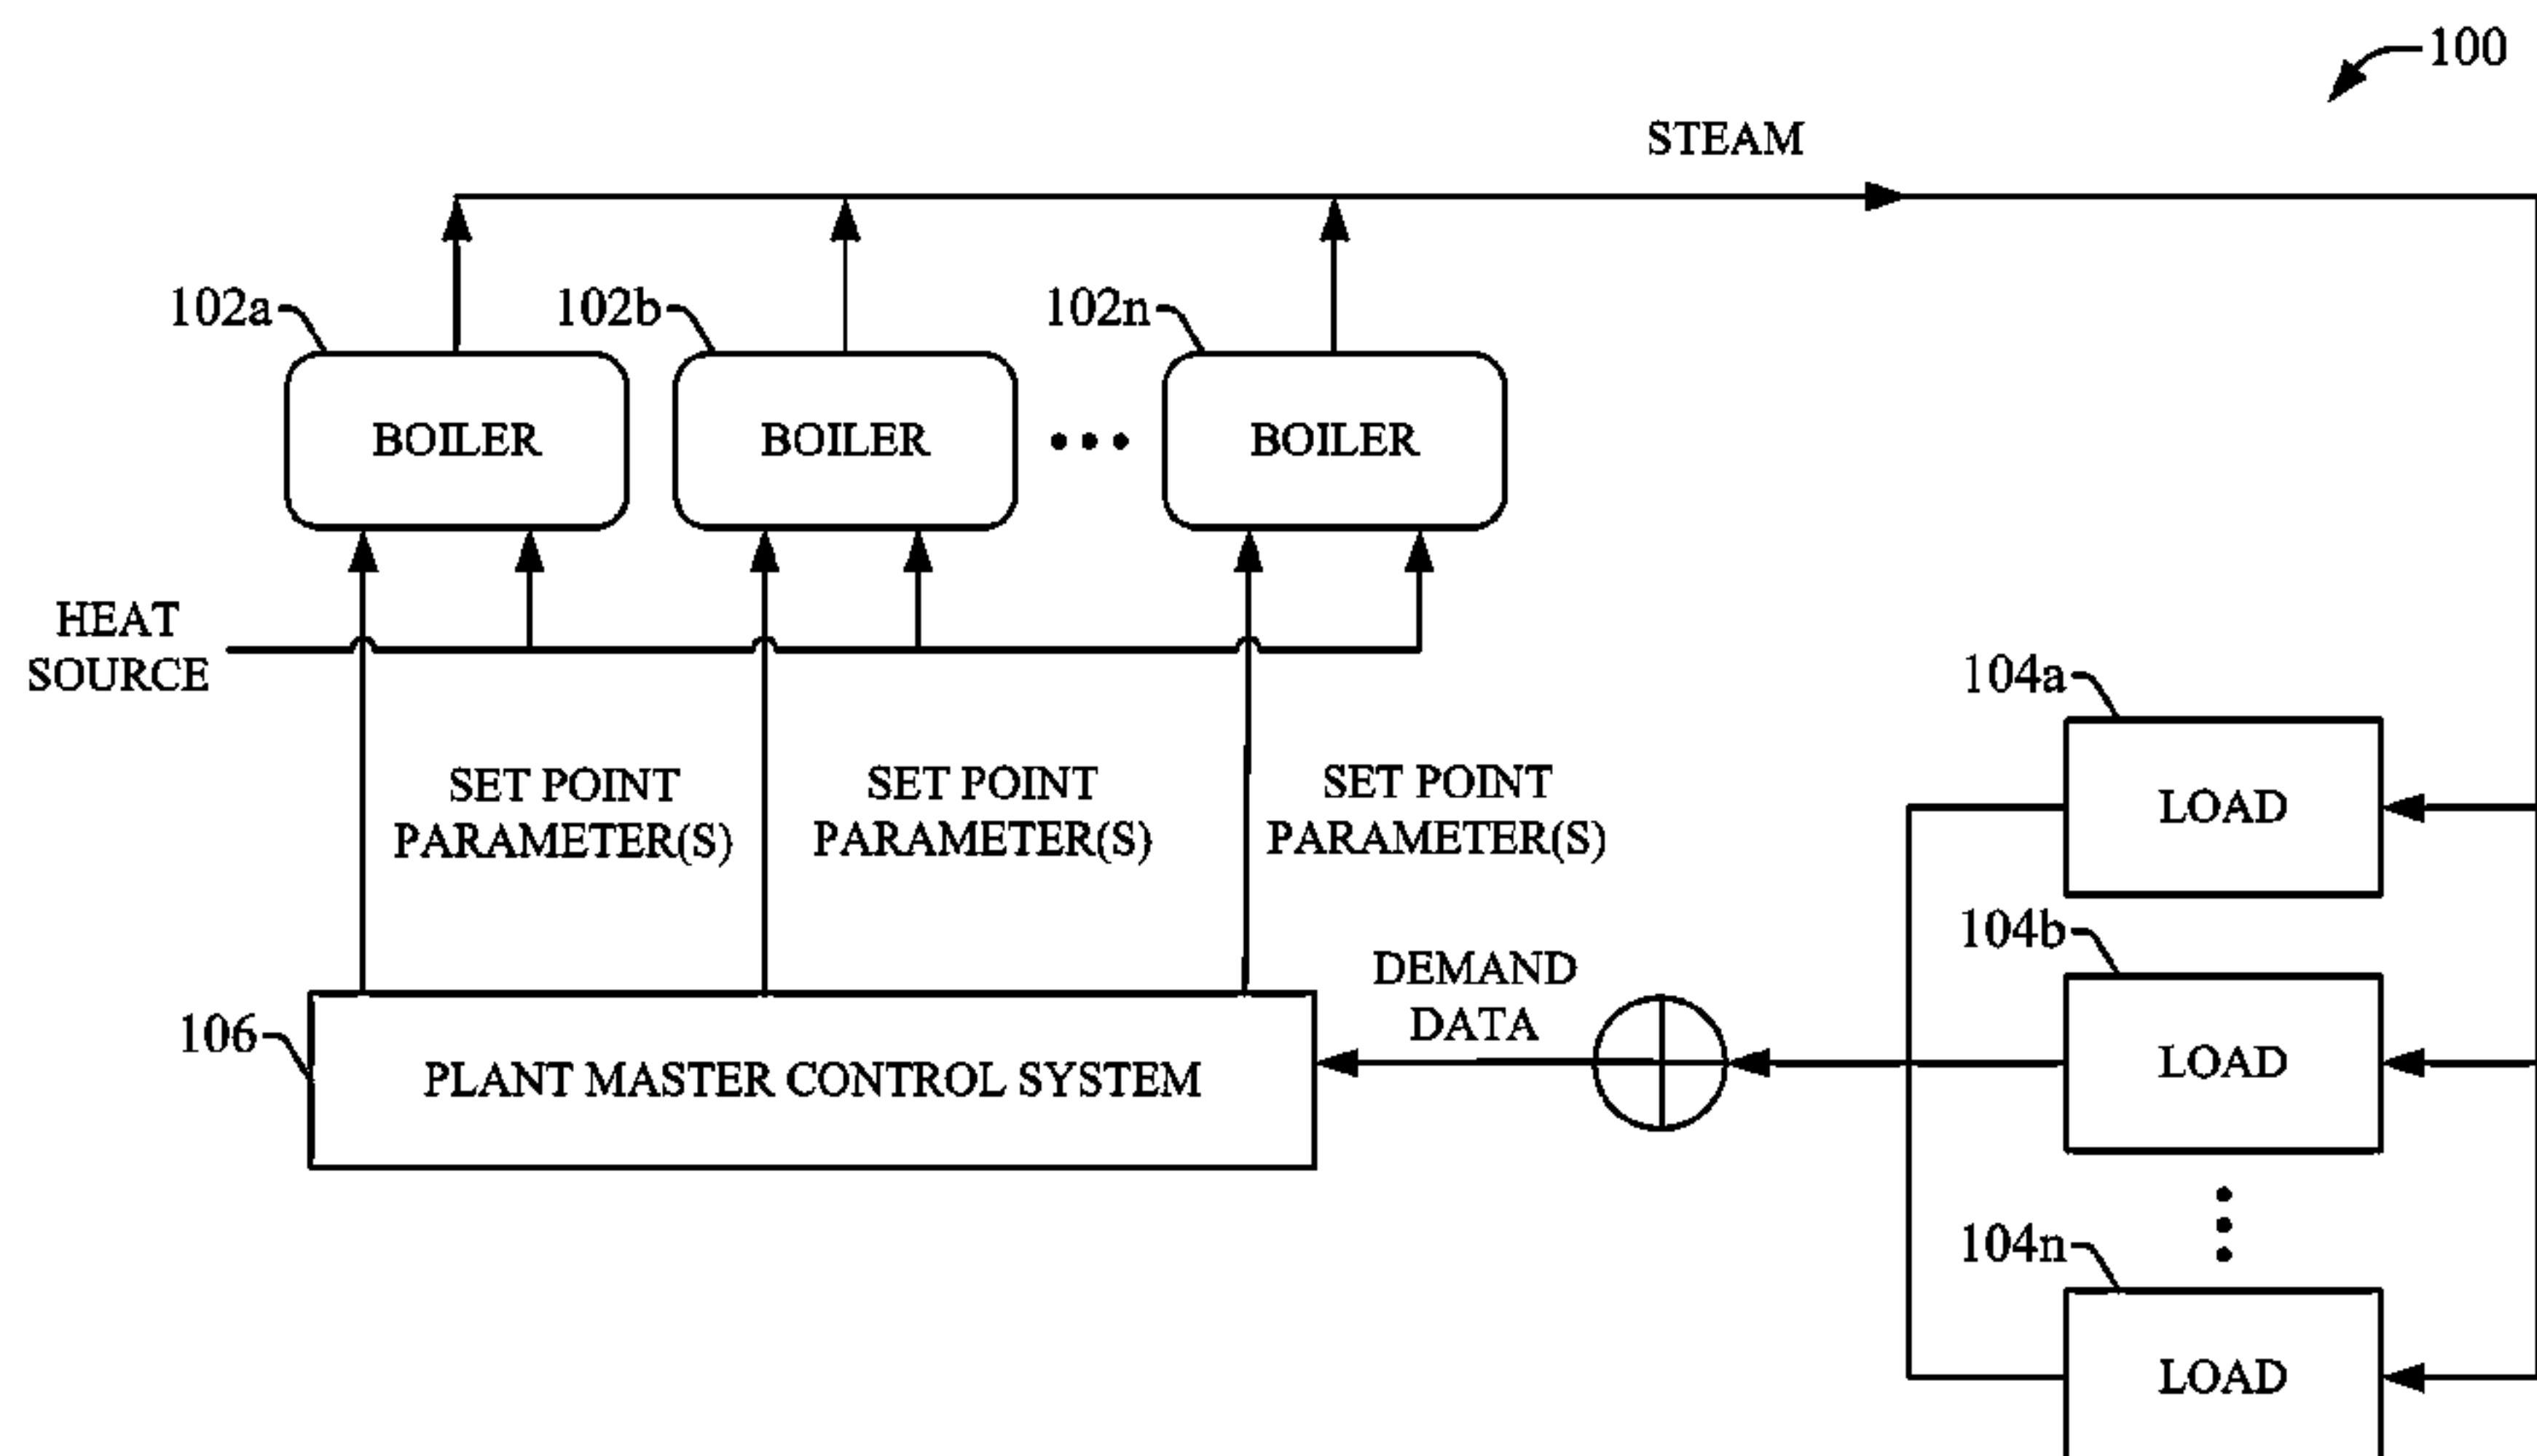 100
STEAM
102a
102b
102n
BOILER
BOILER
BOILER
HEAT
SOURCE
104a
LOAD
SET POINT
PARAMETER(S)
SET POINT
PARAMETER(S)
SET POINT
PARAMETER(S)
104b
LOAD
DEMAND
DATA
106
PLANT MASTER CONTROL SYSTEM
104n
LOAD